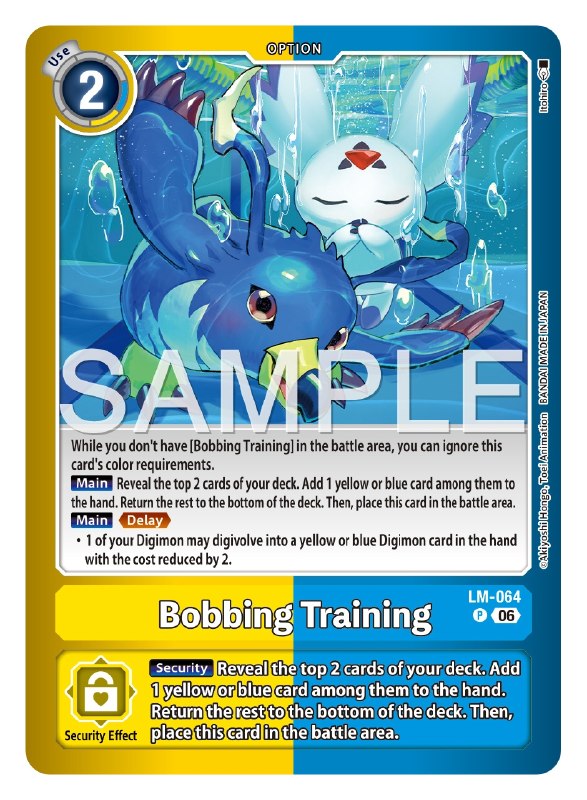 Use
2
OPTION
Itohiro
SAMPLE
While you don't have [Bobbing Training] in the battle area, you can ignore this
card's color requirements.
Main Reveal the top 2 cards of your deck. Add 1 yellow or blue card among them to
the hand. Return the rest to the bottom of the deck. Then, place this card in the battle area.
Main Delay
・1 of your Digimon may digivolve into a yellow or blue Digimon card in the hand
with the cost reduced by 2.
©Akiyoshi Hongo, Toei Animation BANDAI MADE IN JAPAN
LM-064
Bobbing Training
P 06
Security Reveal the top 2 cards of your deck. Add
1 yellow or blue card among them to the hand.
Return the rest to the bottom of the deck. Then,
place this card in the battle area.
Security Effect